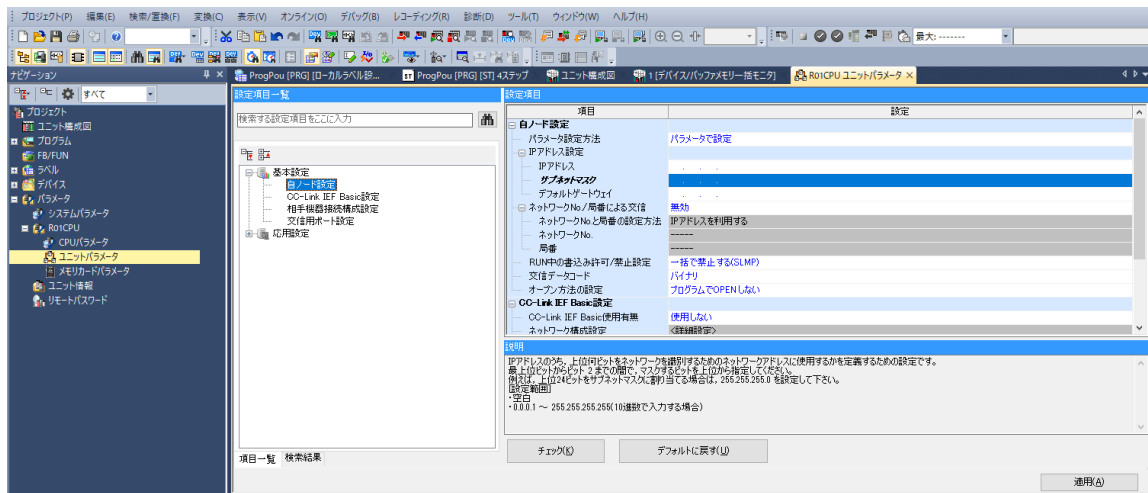 プロジェクト(P) 編集(E) 検索/置換(F) 変換(C) 表示(V) オンライン(O) デバッグ(B) レコーディング(R) 診断(D) ツール(T) ウィンドウ(W) ヘルプ(H)
最大: -------
ナビゲーション
ProgPou [PRG] [ローカルラベル設... ProgPou [PRG] [ST] 4ステップ ユニット構成図 1 [デバイス/バッファメモリ一括モニタ] R01CPU ユニットパラメータ
すべて
プロジェクト
ユニット構成図
プログラム
FB/FUN
ラベル
デバイス
パラメータ
システムパラメータ
R01CPU
CPUパラメータ
ユニットパラメータ
メモリカードパラメータ
ユニット情報
リモートパスワード
設定項目一覧
検索する設定項目をここに入力
基本設定
自ノード設定
CC-Link IEF Basic設定
相手機器接続構成設定
交信用ポート設定
応用設定
項目一覧 検索結果
設定項目
項目 設定
自ノード設定
パラメータ設定方法 パラメータで設定
IPアドレス設定
IPアドレス . . .
サブネットマスク . . .
デフォルトゲートウェイ . . .
ネットワークNo./局番による交信 無効
ネットワークNo.と局番の設定方法 IPアドレスを利用する
ネットワークNo. -----
局番 -----
RUN中の書込み許可/禁止設定 一括で禁止する(SLMP)
交信データコード バイナリ
オープン方法の設定 プログラムでOPENしない
CC-Link IEF Basic設定
CC-Link IEF Basic使用有無 使用しない
ネットワーク構成設定 <詳細設定>
説明
IPアドレスのうち、上位何ビットをネットワークを識別するためのネットワークアドレスに使用するかを定義するための設定です。
最上位ビットからビット 2 までの間で、マスクするビットを上位から指定してください。
例えば、上位24ビットをサブネットマスクに割り当てる場合は、255.255.255.0 を設定して下さい。
[設定範囲]
・空白
・0.0.0.1 ～ 255.255.255.255(10進数で入力する場合)
チェック(K) デフォルトに戻す(U)
適用(A)